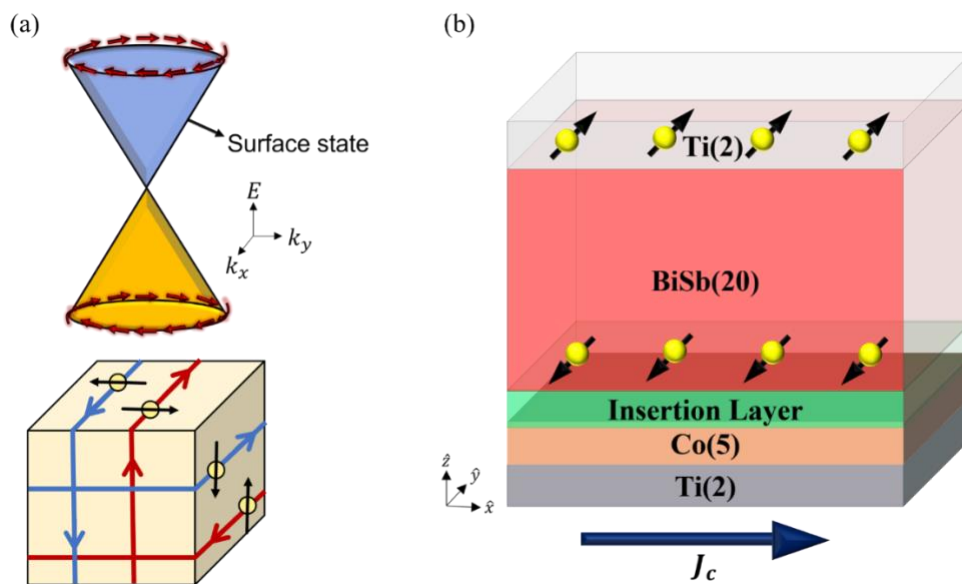 (a)
Surface state
E
k_y
k_x
(b)
Ti(2)
BiSb(20)
Insertion Layer
Co(5)
Ti(2)
ẑ
ŷ
x̂
J_c